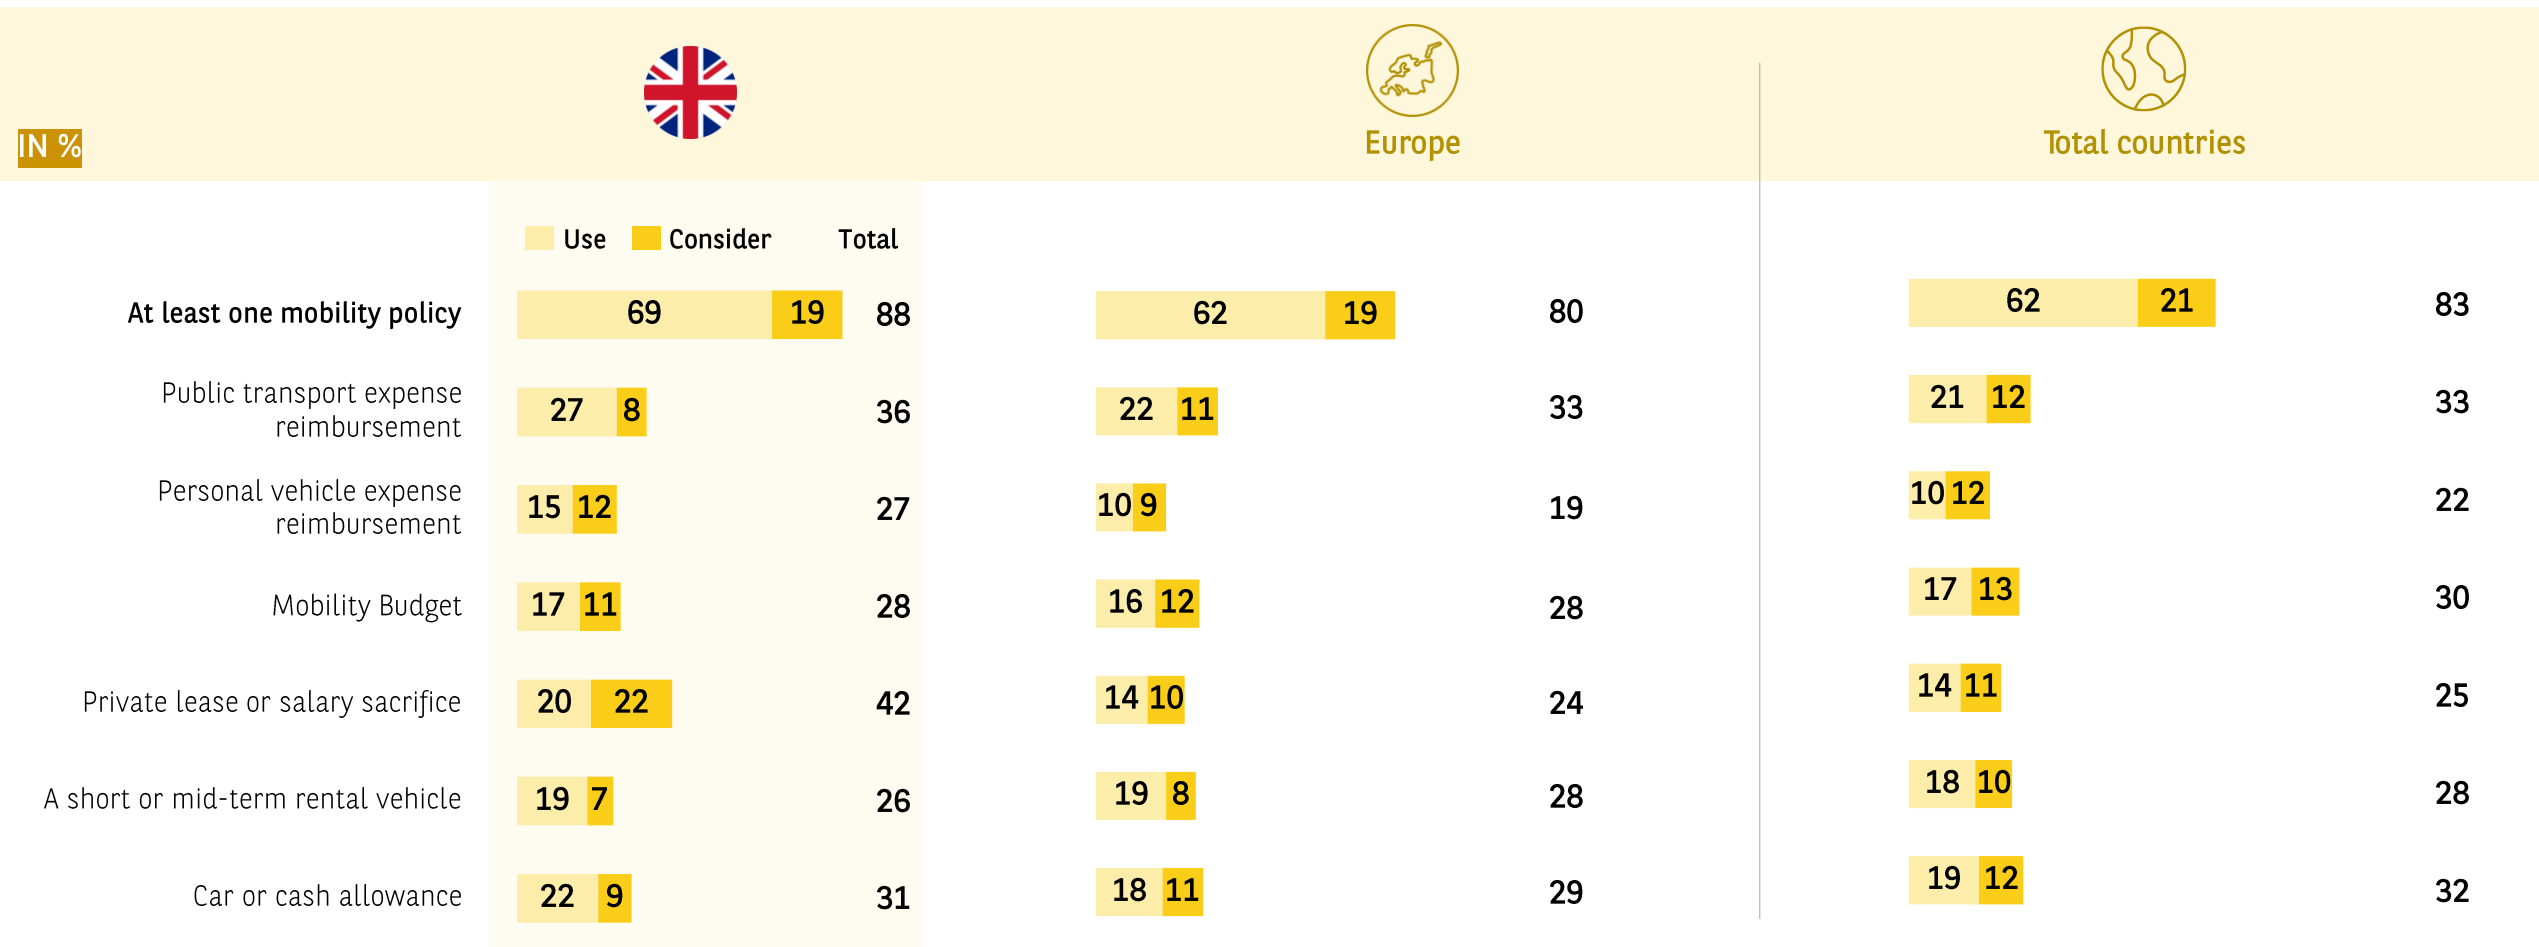 IN %
Europe
Total countries
Use Consider Total
At least one mobility policy 69 19 88 62 19 80 62 21 83
Public transport expense
reimbursement 27 8 36 22 11 33 21 12 33
Personal vehicle expense
reimbursement 15 12 27 10 9 19 10 12 22
Mobility Budget 17 11 28 16 12 28 17 13 30
Private lease or salary sacrifice 20 22 42 14 10 24 14 11 25
A short or mid-term rental vehicle 19 7 26 19 8 28 18 10 28
Car or cash allowance 22 9 31 18 11 29 19 12 32